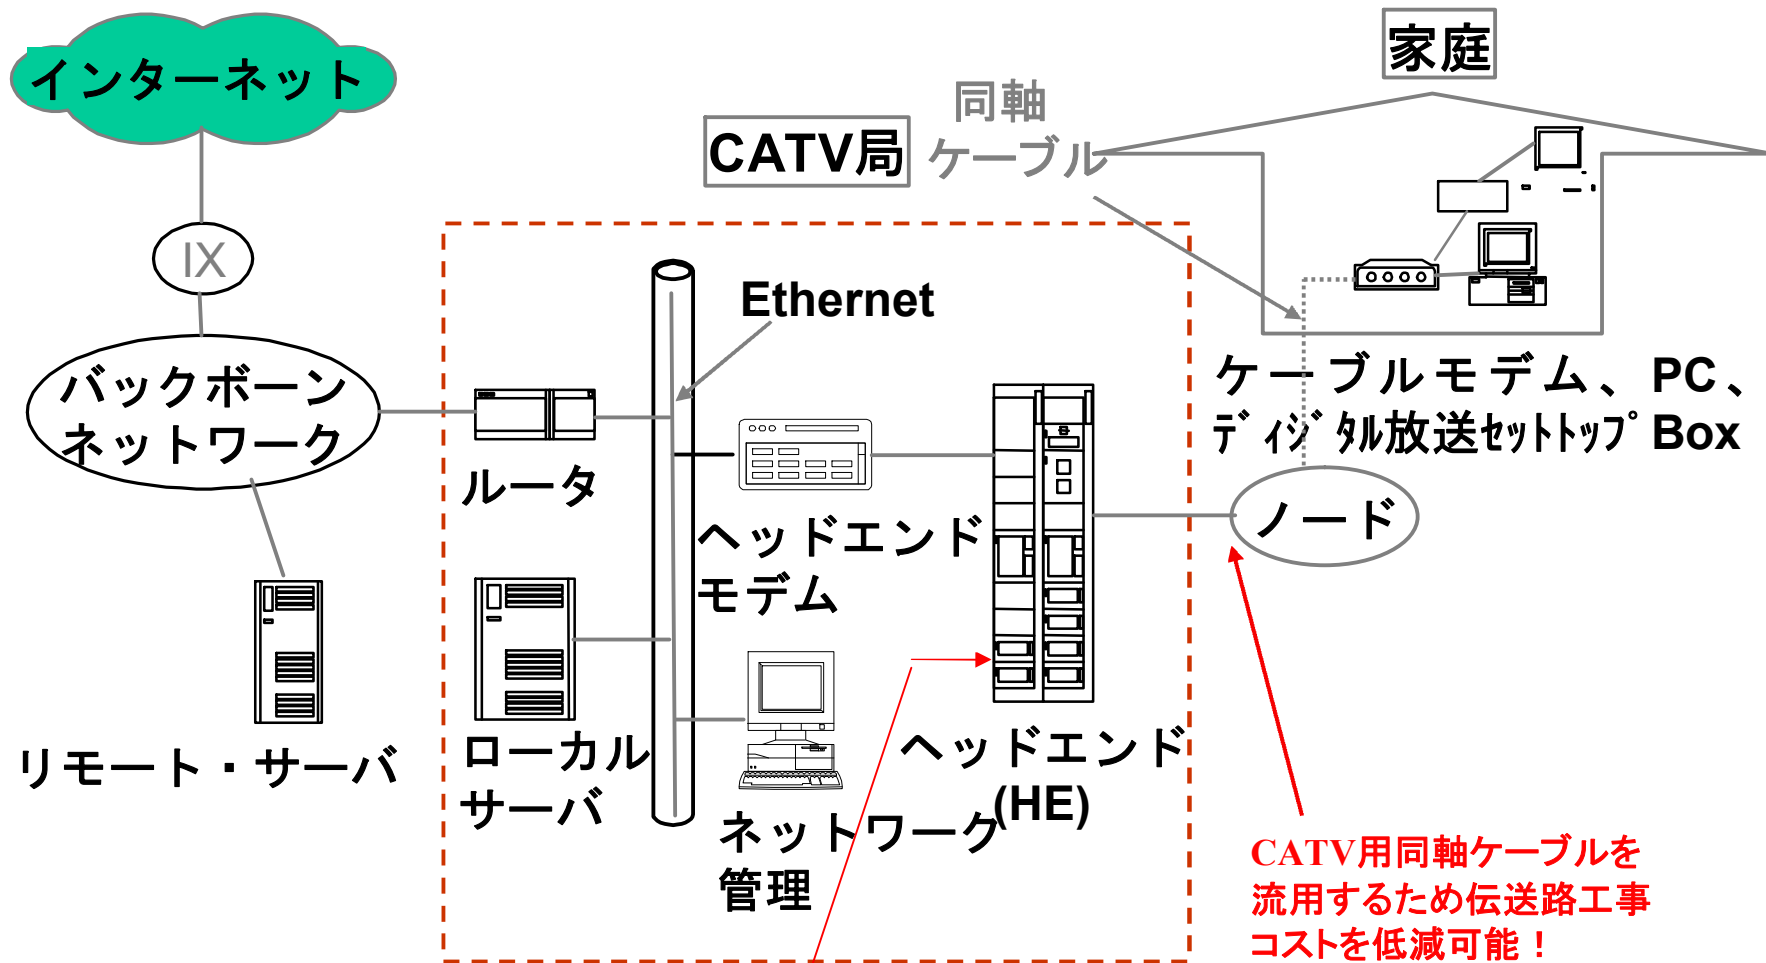 インターネット
家庭
同軸
ケーブル
CATV局
IX
Ethernet
バックボーン
ネットワーク
ルータ
ケーブルモデム、PC、
ディジタル放送セットトップBox
ノード
ヘッドエンド
モデム
リモート・サーバ
ローカル
サーバ
ヘッドエンド
(HE)
ネットワーク
管理
CATV用同軸ケーブルを
流用するため伝送路工事
コストを低減可能！